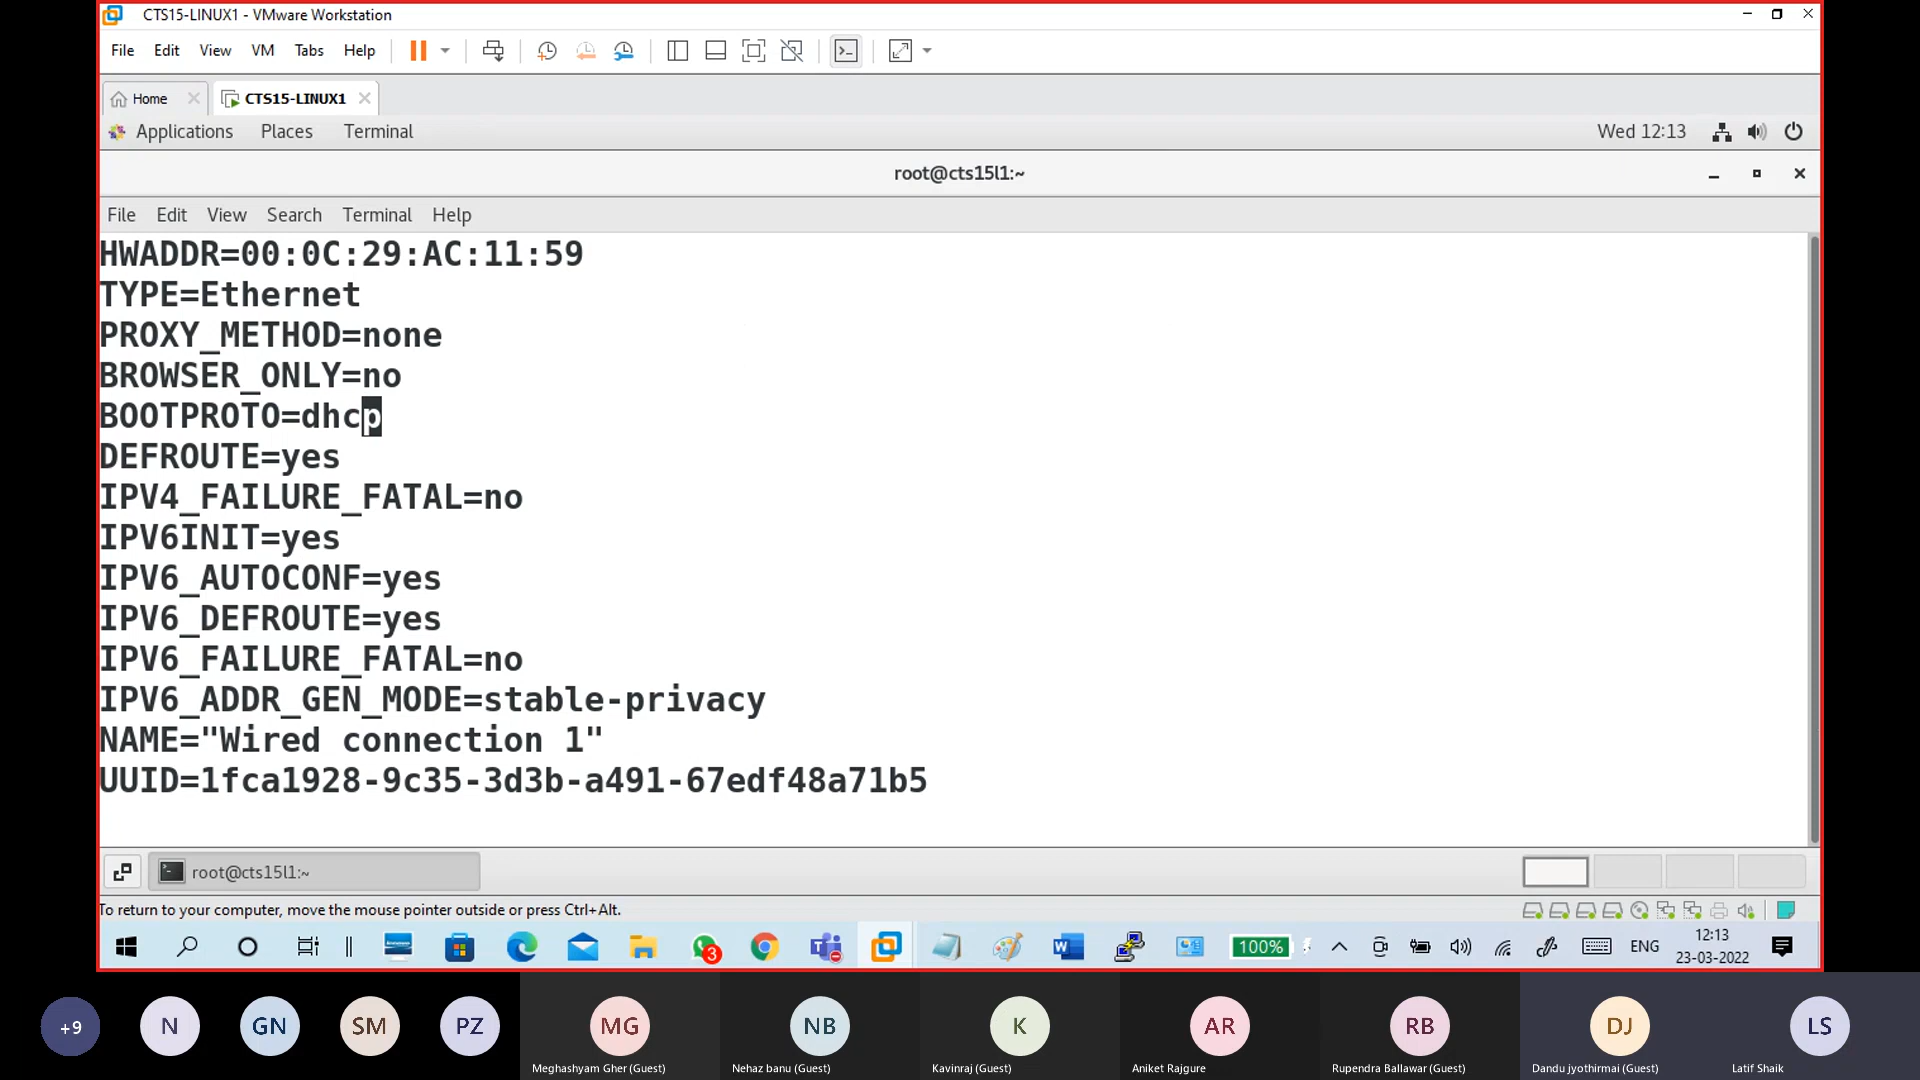 CTS15-LINUX1 - VMware Workstation
File Edit View VM Tabs Help
Home
CTS15-LINUX1
Applications Places Terminal Wed 12:13
root@cts15l1:~
File Edit View Search Terminal Help
HWADDR=00:0C:29:AC:11:59
TYPE=Ethernet
PROXY_METHOD=none
BROWSER_ONLY=no
BOOTPROTO=dhcp
DEFROUTE=yes
IPV4_FAILURE_FATAL=no
IPV6INIT=yes
IPV6_AUTOCONF=yes
IPV6_DEFROUTE=yes
IPV6_FAILURE_FATAL=no
IPV6_ADDR_GEN_MODE=stable-privacy
NAME="Wired connection 1"
UUID=1fca1928-9c35-3d3b-a491-67edf48a71b5
root@cts15l1:~
To return to your computer, move the mouse pointer outside or press Ctrl+Alt.
3
100%
ENG
12:13
23-03-2022
+9 N GN SM PZ MG NB K AR RB DJ LS
Meghashyam Gher (Guest) Nehaz banu (Guest) Kavinraj (Guest) Aniket Rajgure Rupendra Ballawar (Guest) Dandu jyothirmai (Guest) Latif Shaik